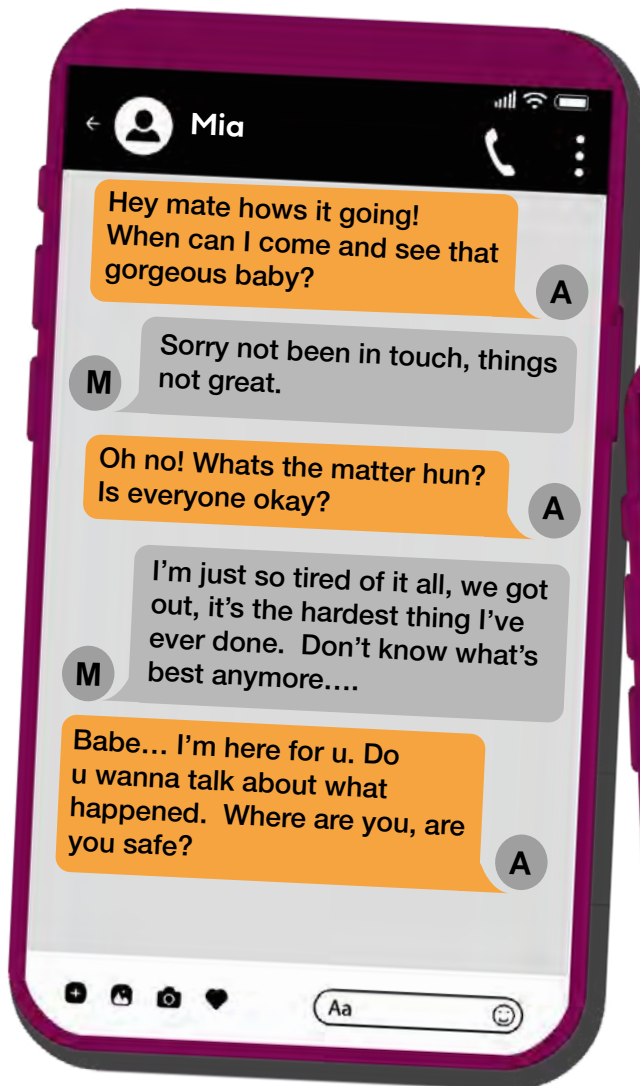 Mia
Hey mate hows it going!
When can I come and see that
gorgeous baby?
A
Sorry not been in touch, things
not great.
M
Oh no! Whats the matter hun?
Is everyone okay?
A
I'm just so tired of it all, we got
out, it's the hardest thing I've
ever done.  Don't know what's
best anymore....
M
Babe... I'm here for u. Do
u wanna talk about what
happened.  Where are you, are
you safe?
A
Aa